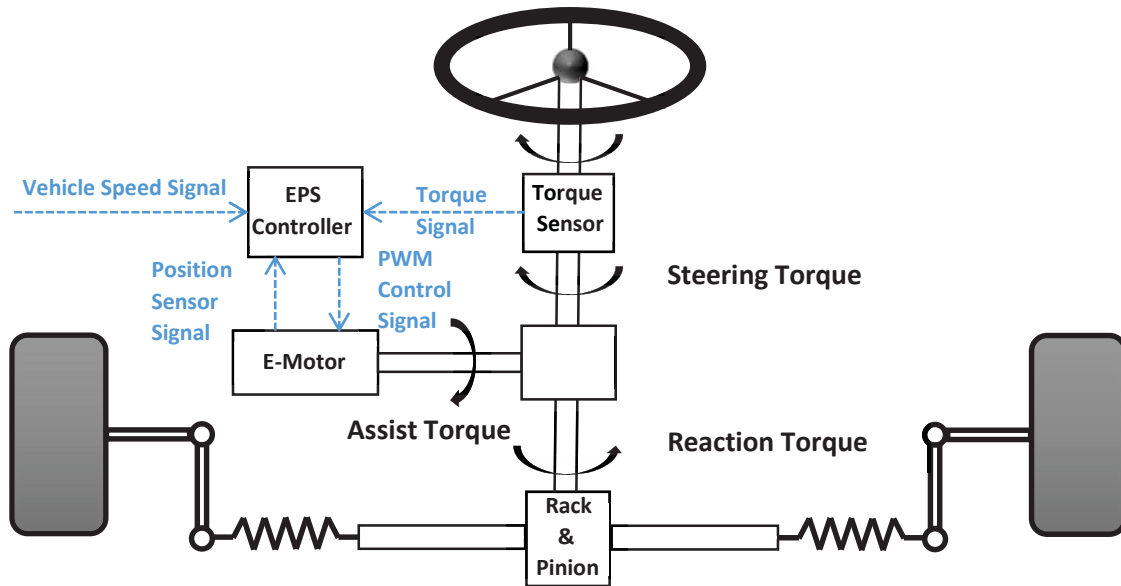 Vehicle Speed Signal
EPS
Controller
Torque
Signal
Torque
Sensor
Position
Sensor
Signal
PWM
Control
Signal
Steering Torque
E-Motor
Assist Torque
Reaction Torque
Rack
&
Pinion